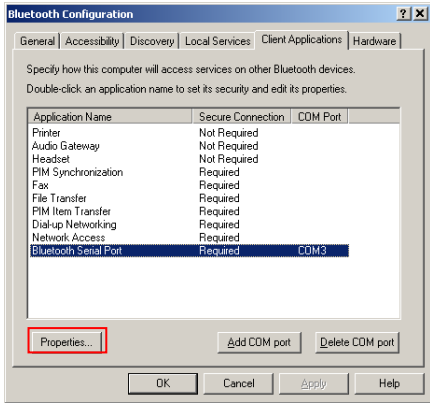 Bluetooth Configuration
General Accessibility Discovery Local Services Client Applications Hardware
Specify how this computer will access services on other Bluetooth devices.
Double-click an application name to set its security and edit its properties.
Application Name Secure Connection COM Port
Printer Not Required
Audio Gateway Not Required
Headset Not Required
PIM Synchronization Required
Fax Required
File Transfer Required
PIM Item Transfer Required
Dial-up Networking Required
Network Access Required
Bluetooth Serial Port Required COM3
Properties... Add COM port Delete COM port
OK Cancel Apply Help